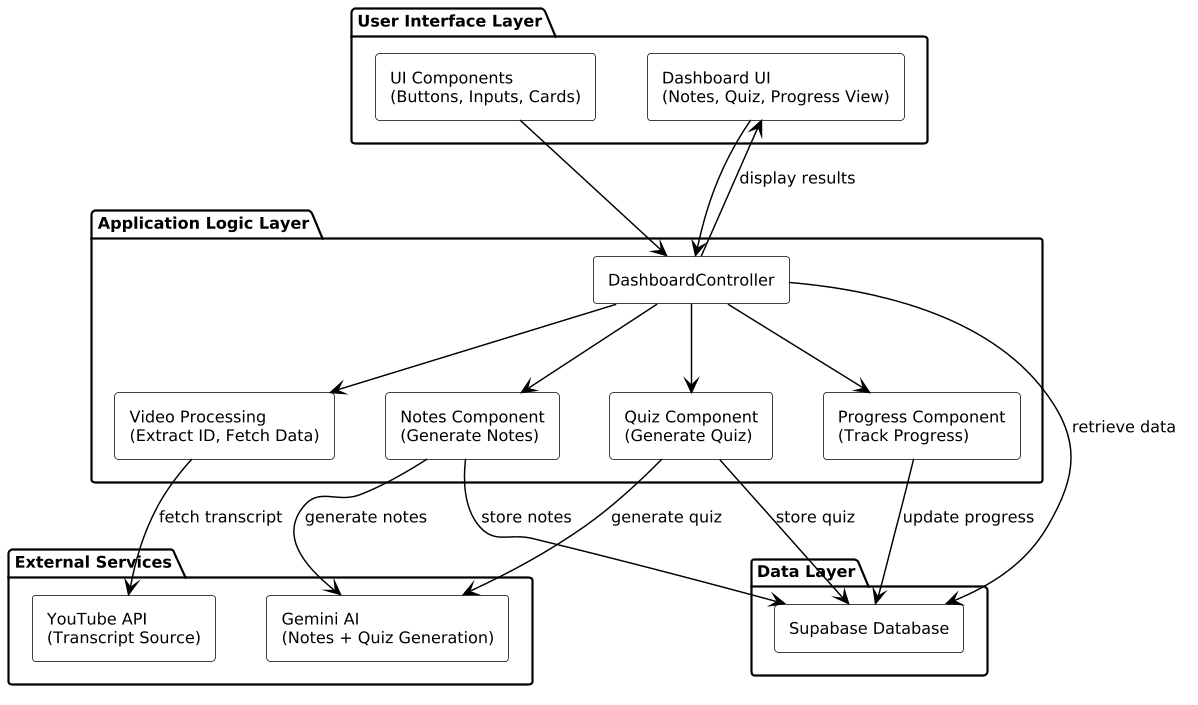 User Interface Layer
UI Components
(Buttons, Inputs, Cards)
Dashboard UI
(Notes, Quiz, Progress View)
display results
Application Logic Layer
DashboardController
Video Processing
(Extract ID, Fetch Data)
Notes Component
(Generate Notes)
Quiz Component
(Generate Quiz)
Progress Component
(Track Progress)
retrieve data
fetch transcript
generate notes
store notes
generate quiz
store quiz
update progress
External Services
YouTube API
(Transcript Source)
Gemini AI
(Notes + Quiz Generation)
Data Layer
Supabase Database